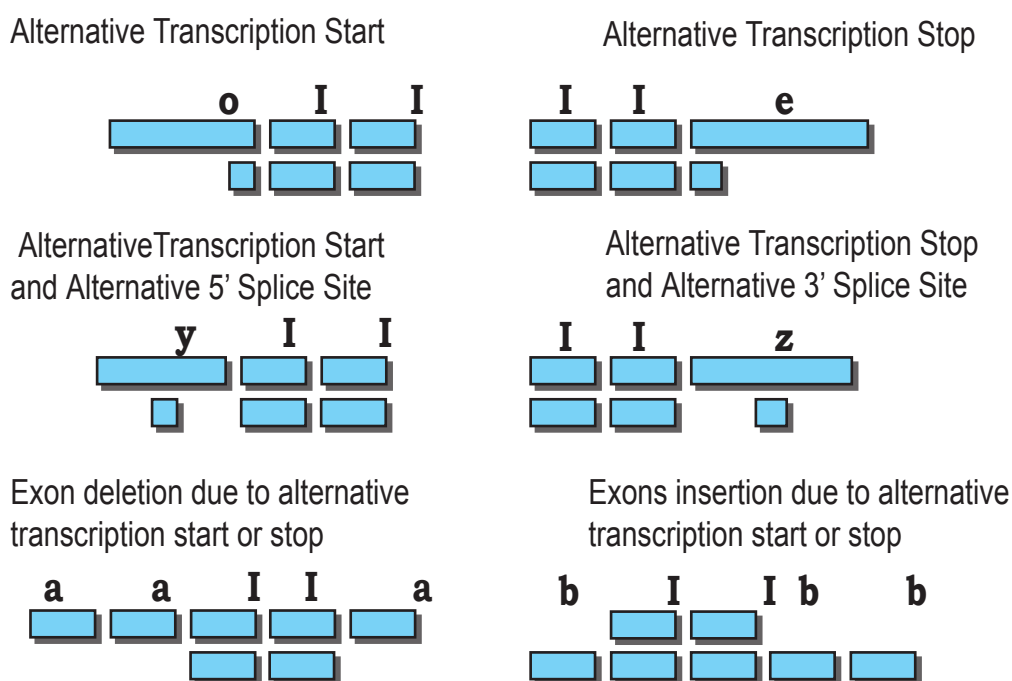 Alternative Transcription Start
Alternative Transcription Stop
o I I
I I e
AlternativeTranscription Start
and Alternative 5’ Splice Site
Alternative Transcription Stop
and Alternative 3’ Splice Site
y I I
I I z
Exon deletion due to alternative
transcription start or stop
Exons insertion due to alternative
transcription start or stop
a a I I a
b I I b b